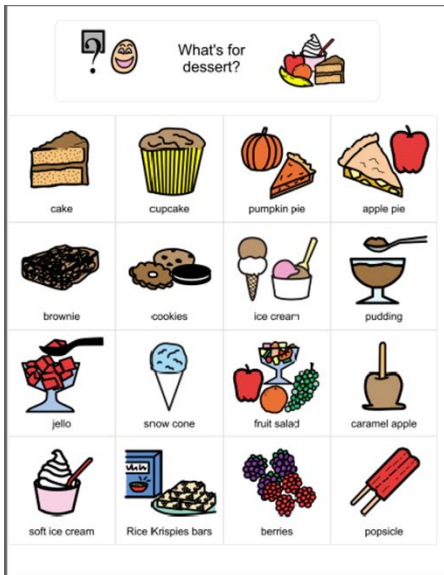 What's for
dessert?
cake
cupcake
pumpkin pie
apple pie
brownie
cookies
ice cream
pudding
jello
snow cone
fruit salad
caramel apple
soft ice cream
Rice Krispies bars
berries
popsicle